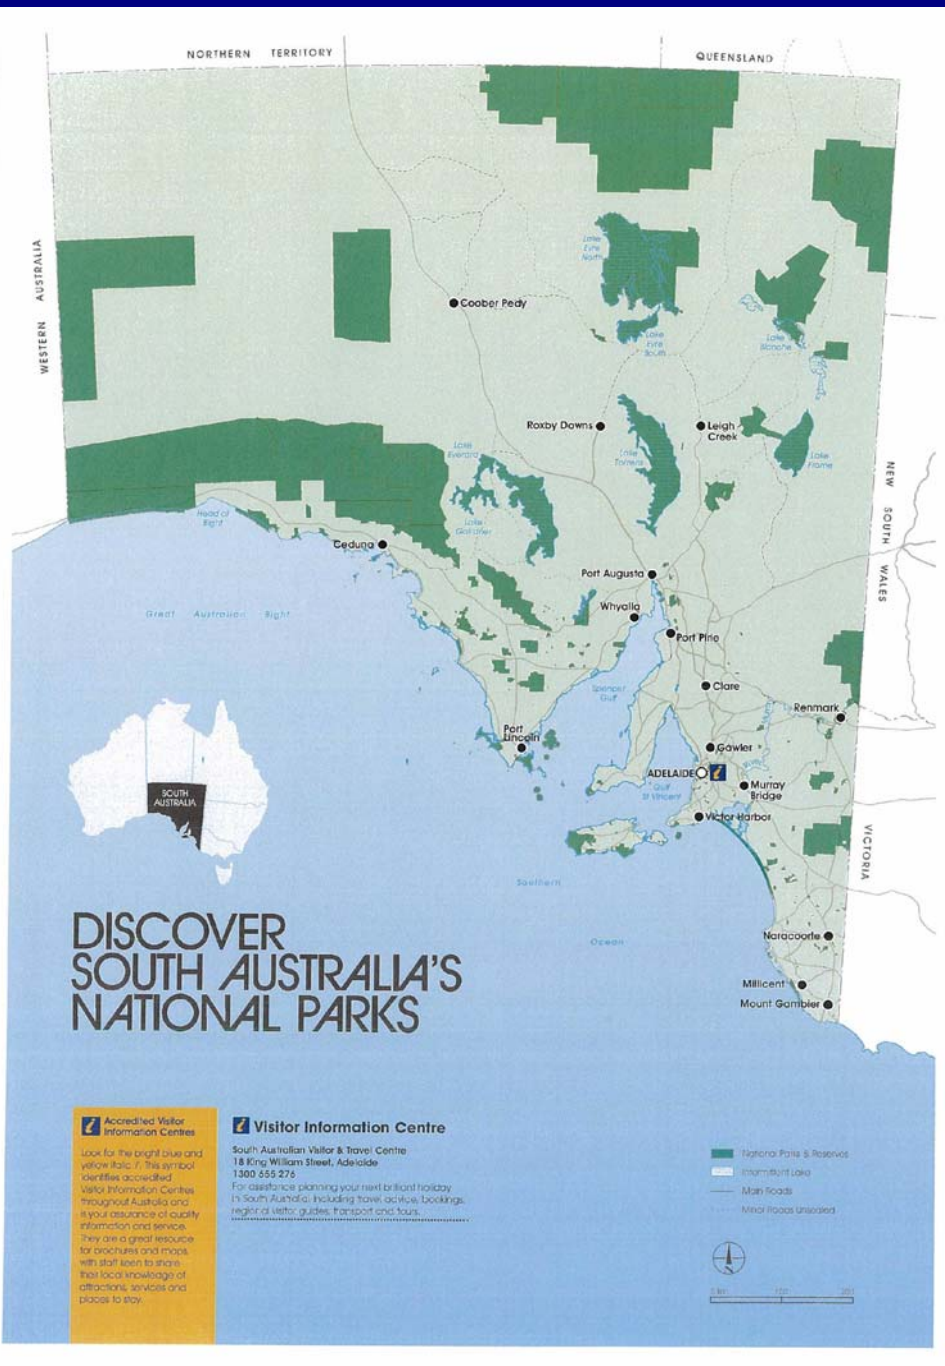 NORTHERN TERRITORY
QUEENSLAND
WESTERN AUSTRALIA
Lake
Eyre
North
Coober Pedy
Lake
Eyre
South
Lake
Blanche
Roxby Downs
Leigh
Creek
Lake
Torrens
Lake
Frome
Lake
Everard
Lake
Gairdner
NEW SOUTH WALES
Head of
Bight
Ceduna
Port Augusta
Great Australian Bight
Whyalla
Port Pirie
Clare
Spencer
Gulf
Renmark
Murray
Port
Lincoln
Gawler
ADELAIDE
Gulf
St Vincent
Murray
Bridge
Victor Harbor
VICTORIA
SOUTH
AUSTRALIA
Southern
Ocean
Naracoorte
Millicent
Mount Gambier
DISCOVER
SOUTH AUSTRALIA'S
NATIONAL PARKS
i Accredited Visitor
Information Centres
Look for the bright blue and
yellow italic i'. This symbol
identifies accredited
Visitor Information Centres
throughout Australia and
is your assurance of quality
information and service.
They are a great resource
for brochures and maps,
with staff keen to share
their local knowledge of
attractions, services and
places to stay.
i Visitor Information Centre
South Australian Visitor & Travel Centre
18 King William Street, Adelaide
1300 655 276
For assistance planning your next brilliant holiday
in South Australia, including travel advice, bookings,
regional visitor guides, transport and tours.
National Parks & Reserves
Intermittent Lake
Main Roads
Minor Roads Unsealed
N
0 km 100 200